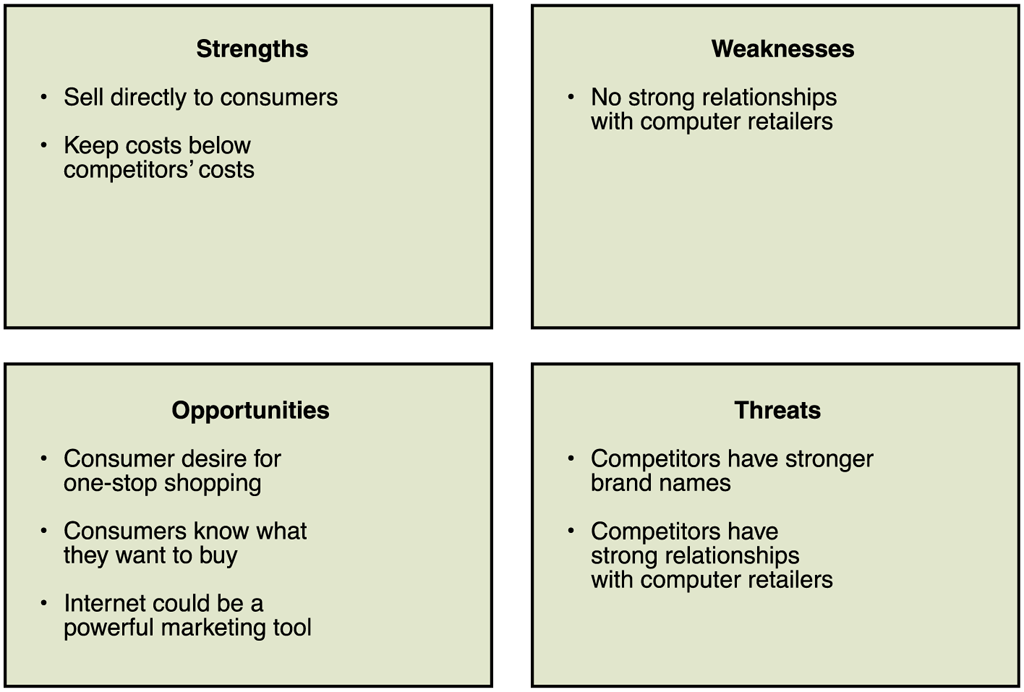 Strengths
• Sell directly to consumers
• Keep costs below
competitors’ costs
Weaknesses
• No strong relationships
with computer retailers
Opportunities
• Consumer desire for
one-stop shopping
• Consumers know what
they want to buy
• Internet could be a
powerful marketing tool
Threats
• Competitors have stronger
brand names
• Competitors have
strong relationships
with computer retailers